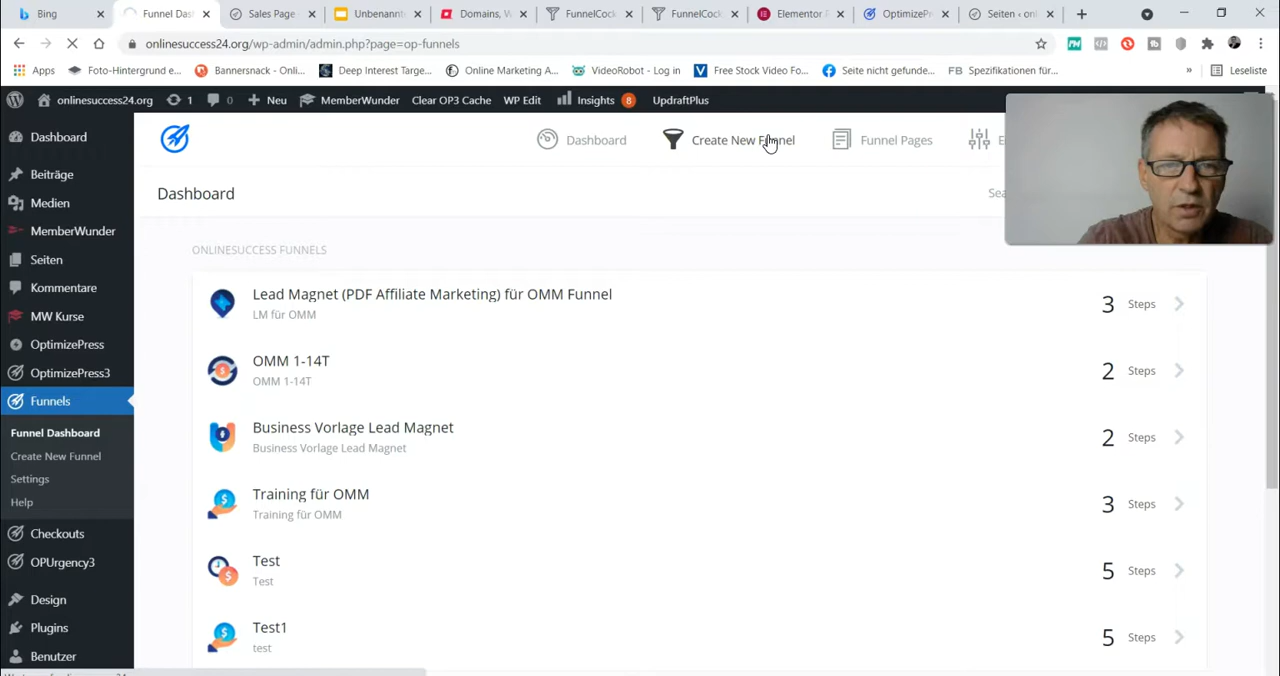 Bing
Funnel Dash
Sales Page
Unbenannt
Domains, W
FunnelCock
FunnelCock
Elementor
OptimizePr
Seiten ‹ onl
onlinesuccess24.org/wp-admin/admin.php?page=op-funnels
Apps
Foto-Hintergrund e...
Bannersnack - Onli...
Deep Interest Targe...
Online Marketing A...
VideoRobot - Log in
Free Stock Video Fo...
Seite nicht gefunde...
FB Spezifikationen für...
»
Leseliste
onlinesuccess24.org
1
0
+ Neu
MemberWunder
Clear OP3 Cache
WP Edit
Insights 8
UpdraftPlus
Dashboard
Beiträge
Medien
MemberWunder
Seiten
Kommentare
MW Kurse
OptimizePress
OptimizePress3
Funnels
Funnel Dashboard
Create New Funnel
Settings
Help
Checkouts
OPUrgency3
Design
Plugins
Benutzer
Dashboard
Create New Funnel
Funnel Pages
Dashboard
Sea
ONLINESUCCESS FUNNELS
Lead Magnet (PDF Affiliate Marketing) für OMM Funnel
LM für OMM
3 Steps
OMM 1-14T
OMM 1-14T
2 Steps
Business Vorlage Lead Magnet
Business Vorlage Lead Magnet
2 Steps
Training für OMM
Training für OMM
3 Steps
Test
Test
5 Steps
Test1
test
5 Steps